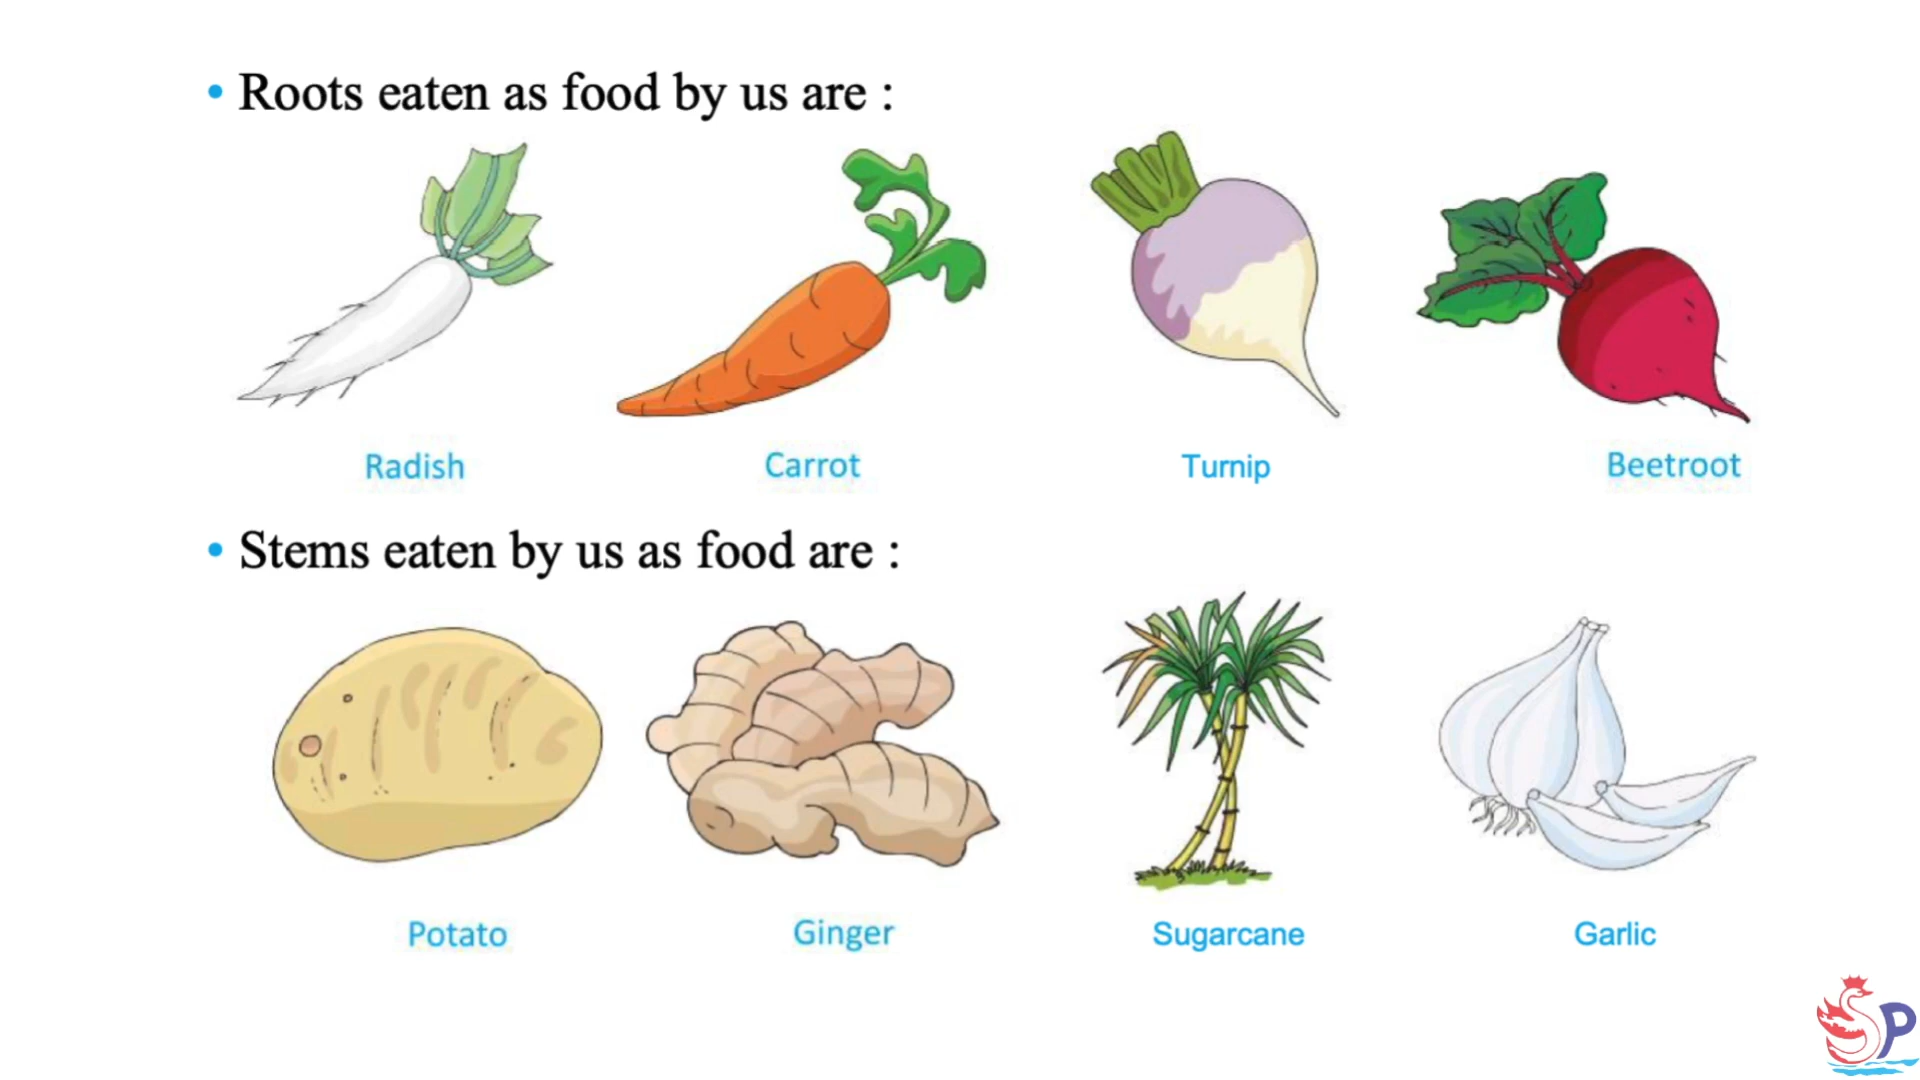 • Roots eaten as food by us are :
Radish Carrot Turnip Beetroot
• Stems eaten by us as food are :
Potato Ginger Sugarcane Garlic
SP